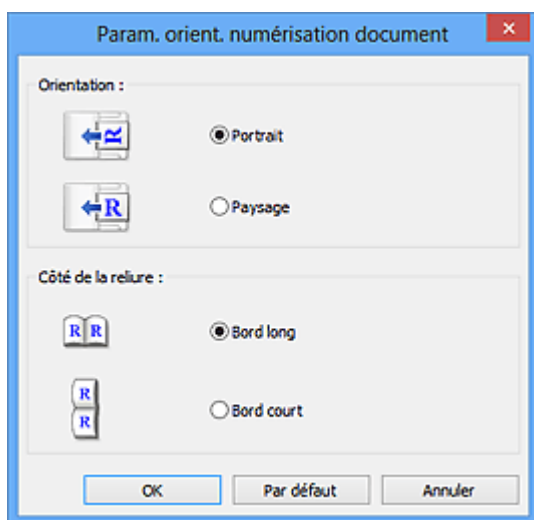 Param. orient. numérisation document
Orientation :
R
Portrait
R
Paysage
Côté de la reliure :
R R
Bord long
R
R
Bord court
OK Par défaut Annuler